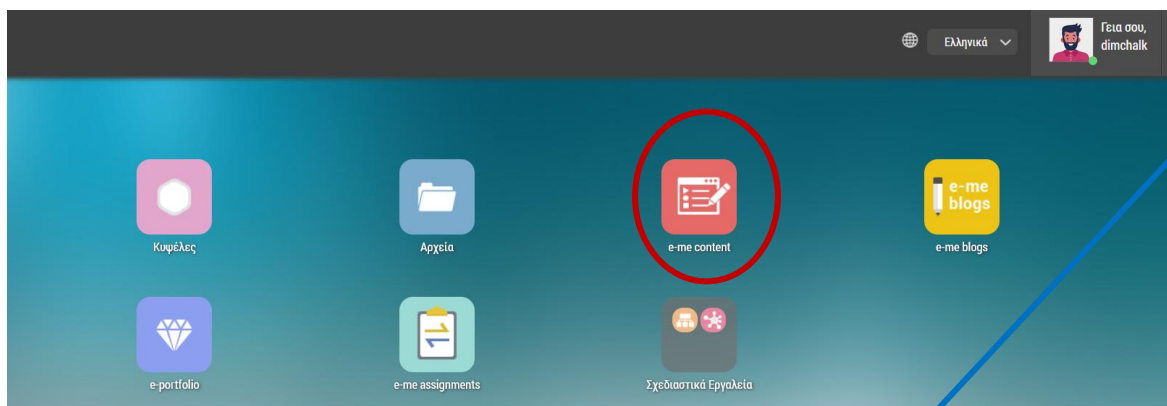 Ελληνικά
Γεια σου,
dimchalk
Κυψέλες
Αρχεία
e-me content
e-me
blogs
e-me blogs
e-portfolio
e-me assignments
Σχεδιαστικά Εργαλεία